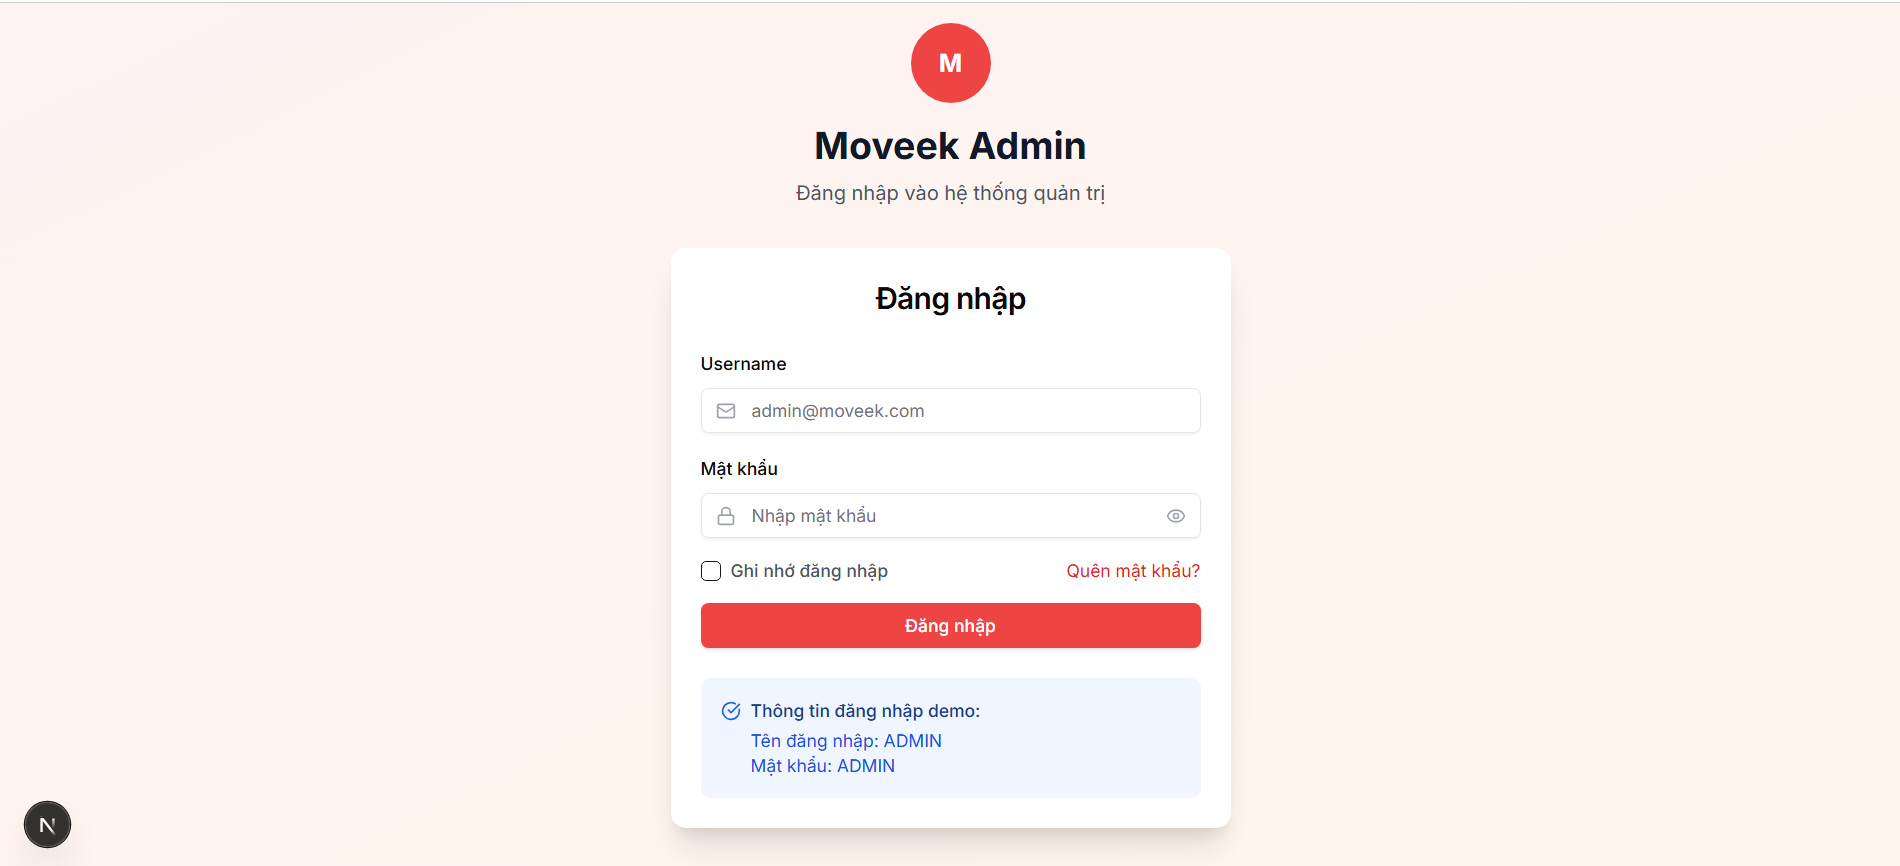 M
Moveek Admin
Đăng nhập vào hệ thống quản trị
Đăng nhập
Username
admin@moveek.com
Mật khẩu
Nhập mật khẩu
Ghi nhớ đăng nhập Quên mật khẩu?
Đăng nhập
Thông tin đăng nhập demo:
Tên đăng nhập: ADMIN
Mật khẩu: ADMIN
N